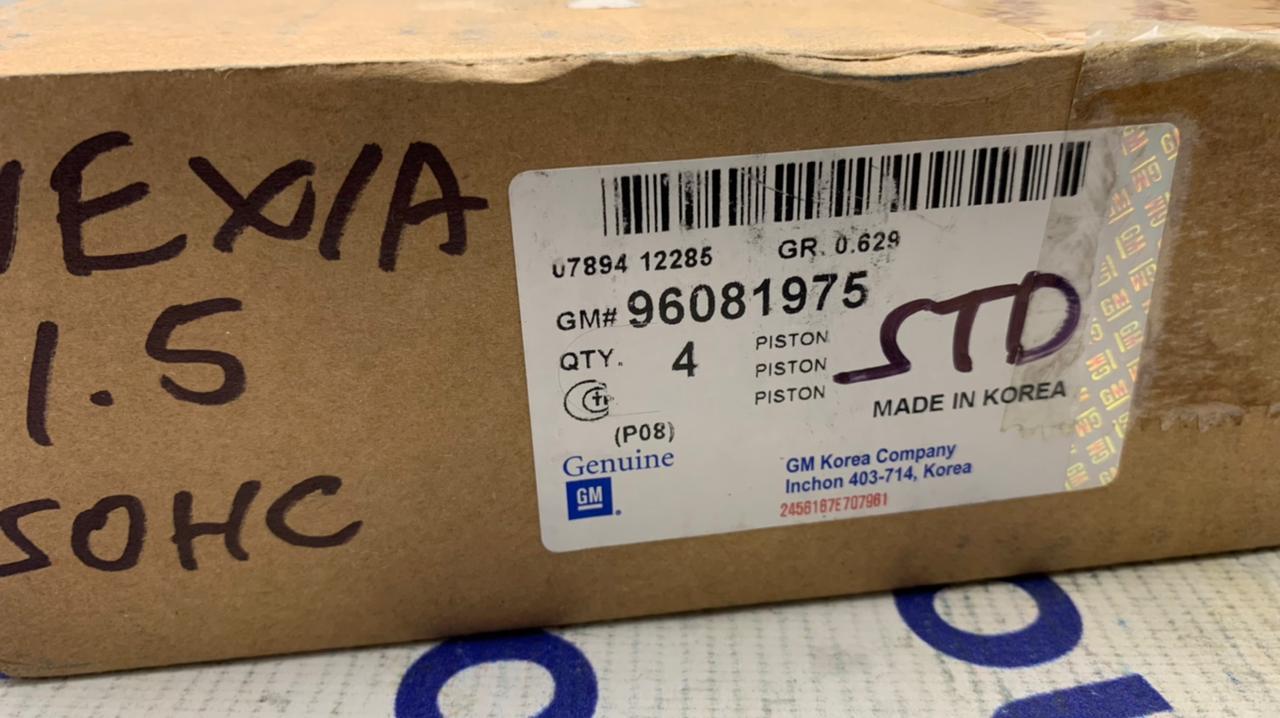 NEXIA
1.5
SOHC
07894 12285 GR. 0.629
GM# 96081975
QTY. 4
PISTON
PISTON
PISTON
STD
MADE IN KOREA
(P08)
Genuine
GM
GM Korea Company
Inchon 403-714, Korea
2456167E707961